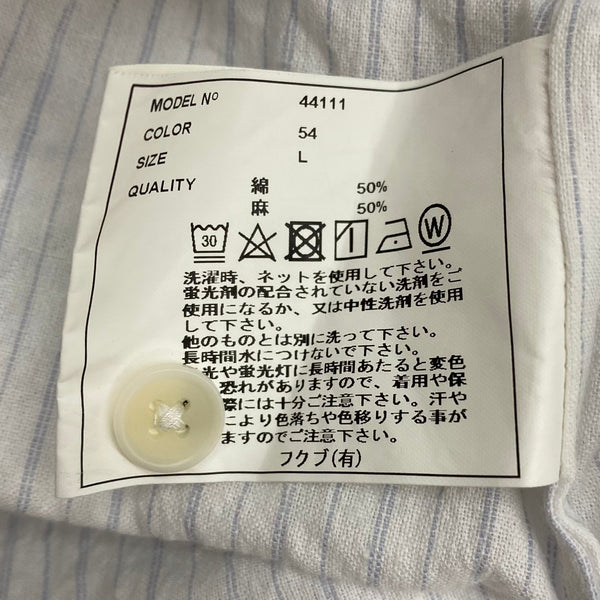 MODEL Nº 44111
COLOR 54
SIZE L
QUALITY 綿 50%
麻 50%
30 W
洗濯時、ネットを使用して下さい。
蛍光剤の配合されていない洗剤をご
使用になるか、又は中性洗剤を使用
して下さい。
他のものとは別に洗って下さい。
長時間水につけないで下さい。
光や蛍光灯に長時間あたると変色
恐れがありますので、着用や保
際には十分ご注意下さい。汗や
により色落ちや色移りする事が
ますのでご注意下さい。
フクブ(有)